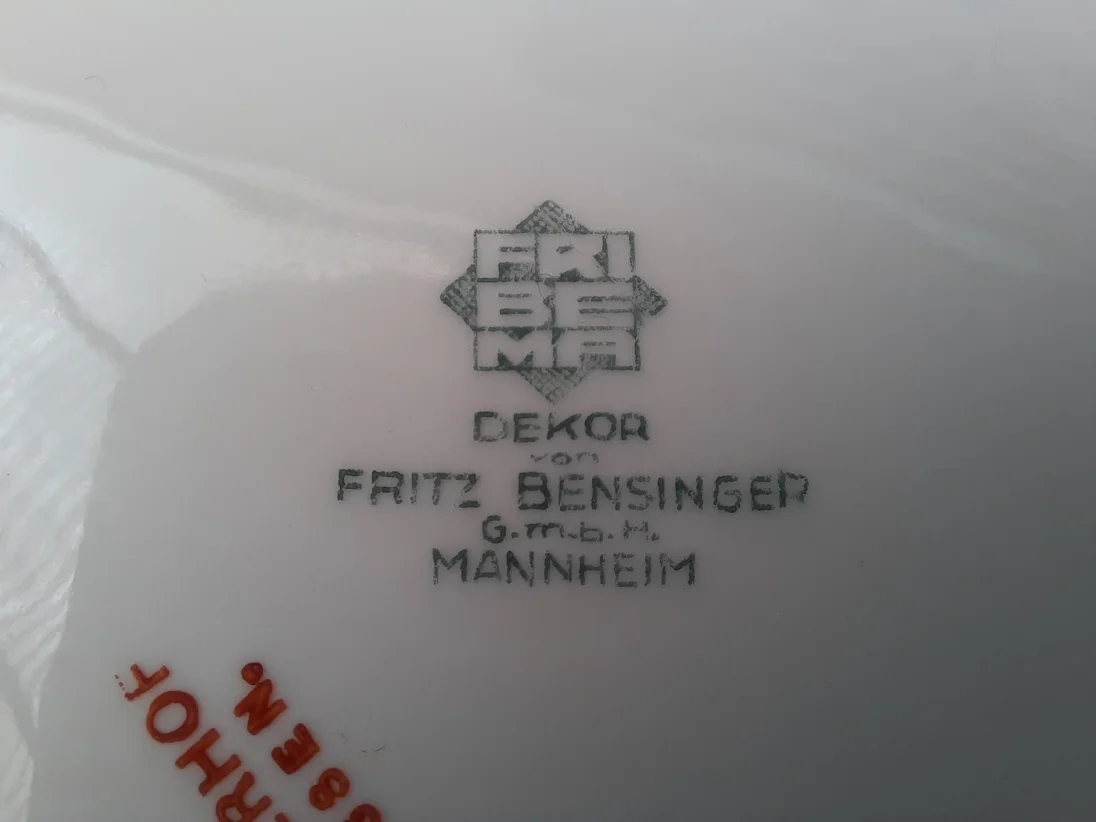 FRI
BE
MA
DEKOR
von
FRITZ BENSINGER
G.m.b.H.
MANNHEIM